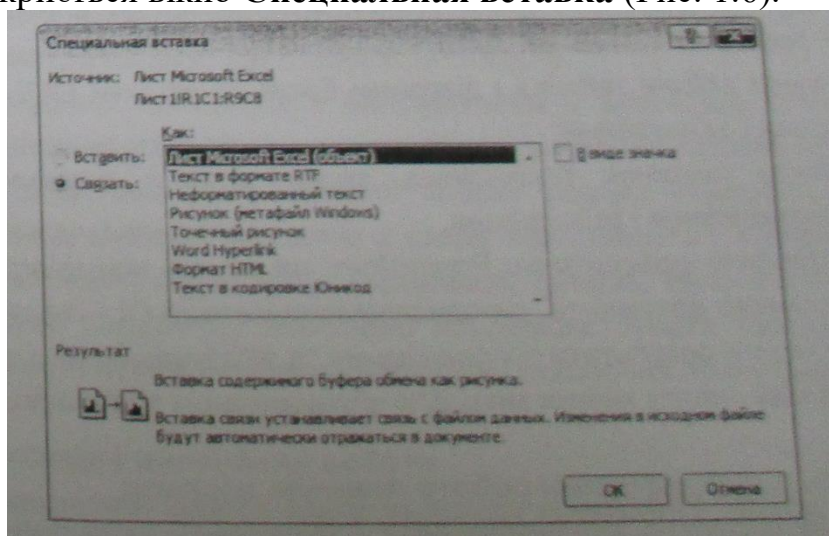 криється вікно Специальная вставка (Рис. 1.6).
Специальная вставка
Источник: Лист Microsoft Excel
Лист1!R1C1:R9C8
Как:
Вставить: Лист Microsoft Excel (объект) В виде значка
Связать: Текст в формате RTF
Неформатированный текст
Рисунок (метафайл Windows)
Точечный рисунок
Word Hyperlink
Формат HTML
Текст в кодировке Юникод
Результат
Вставка содержимого буфера обмена как рисунка.
Вставка связи устанавливает связь с файлом данных. Изменения в исходном файле
будут автоматически отражаться в документе.
ОК Отмена